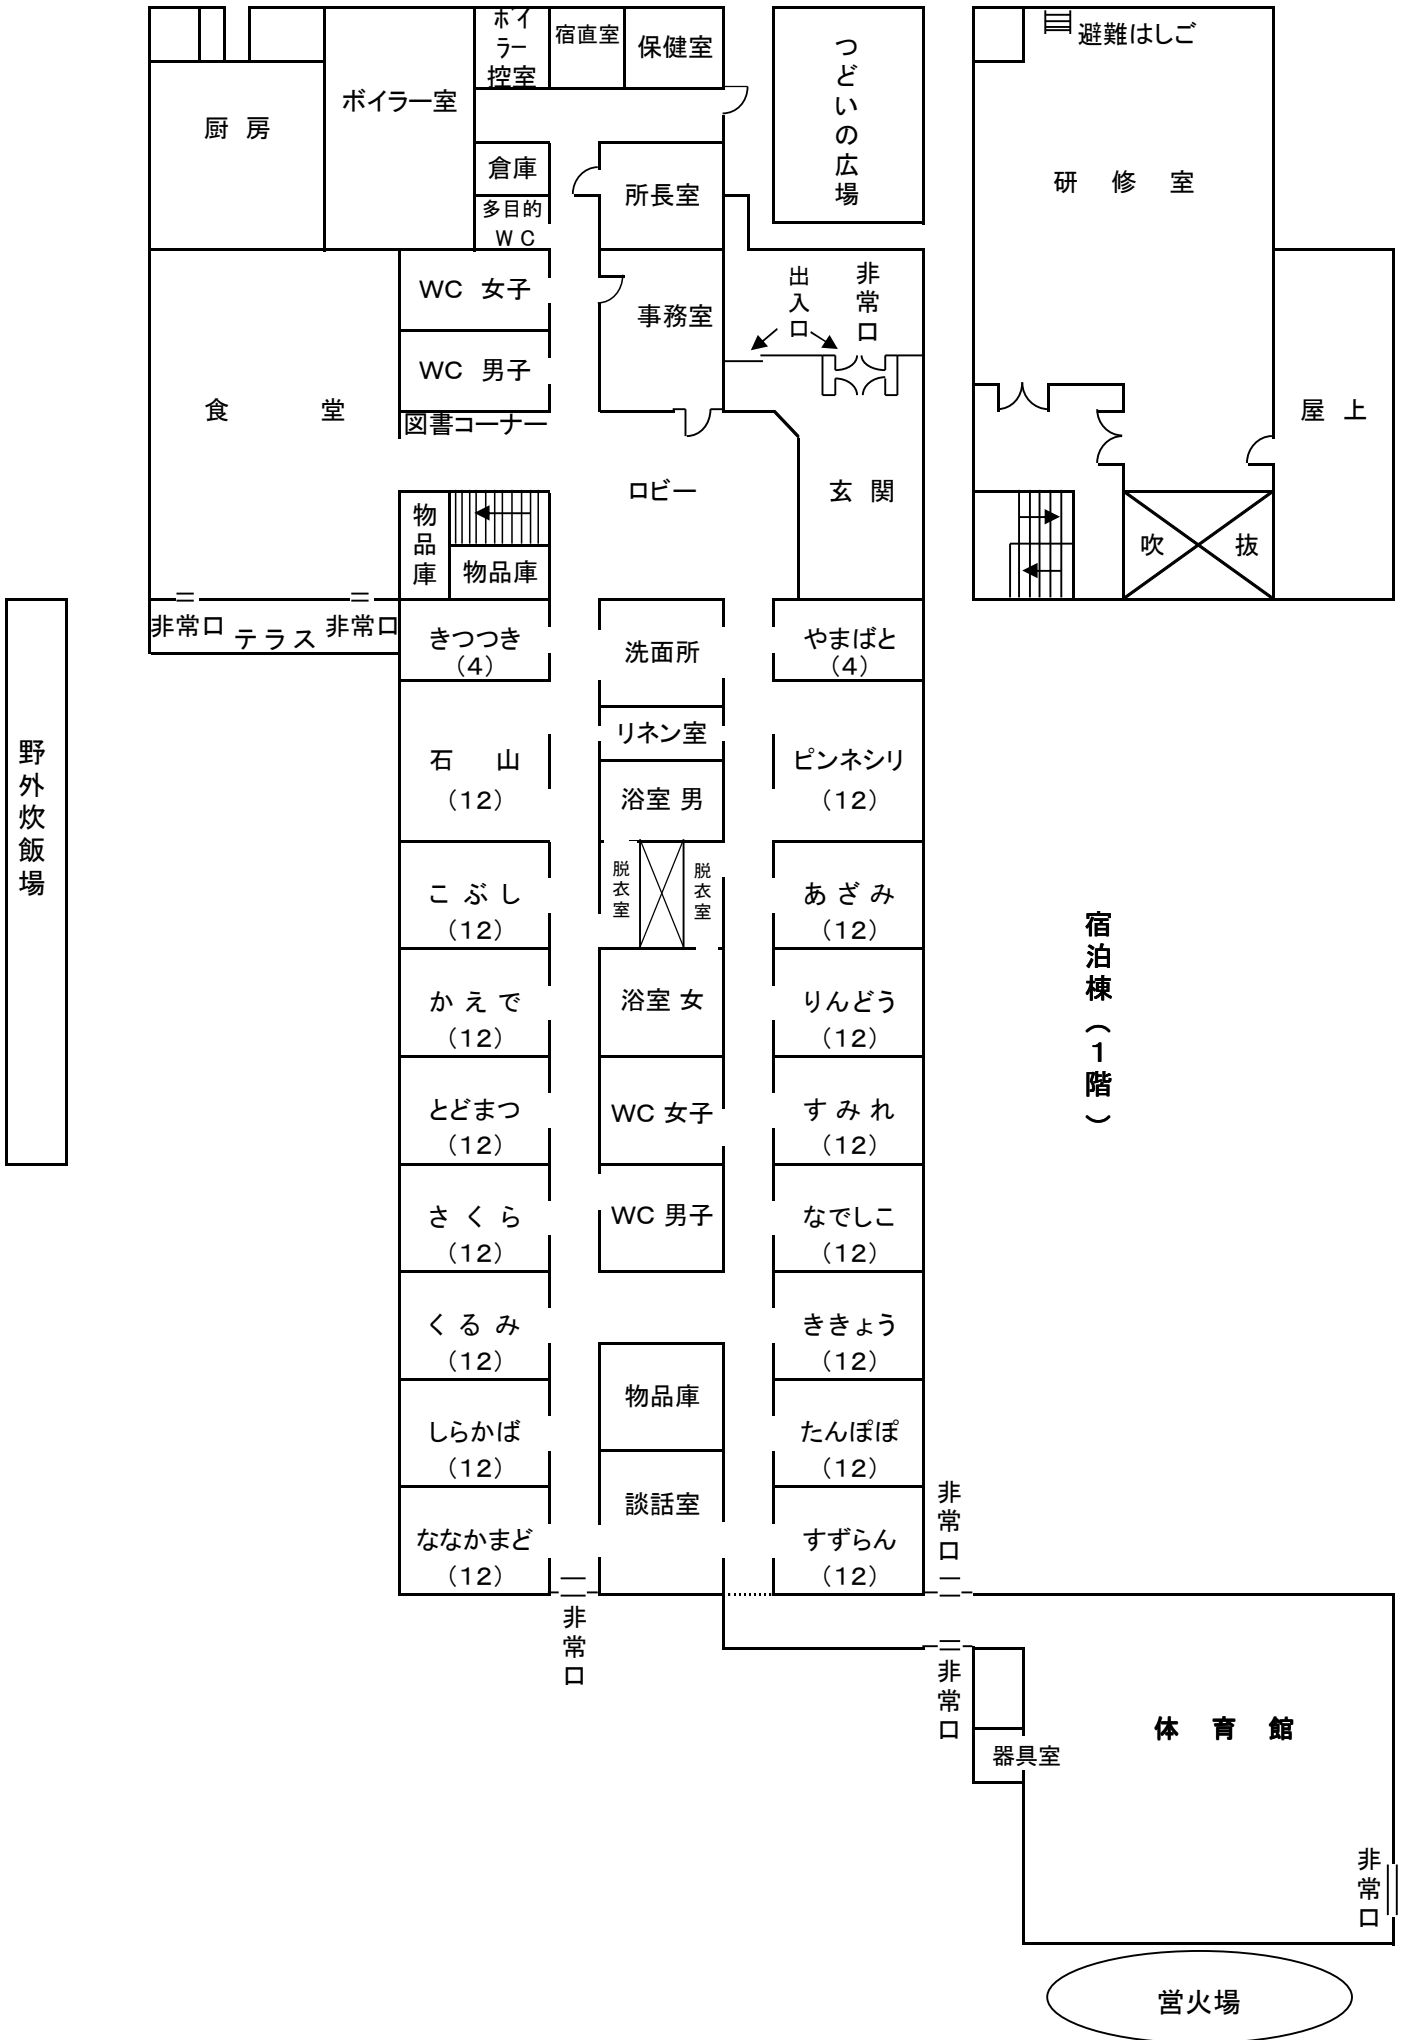 ボイラー控室
宿直室
保健室
つどいの広場
避難はしご
厨 房
ボイラー室
倉庫
所長室
研 修 室
多目的
WC
WC 女子
事務室
出入口
非常口
WC 男子
食 堂
図書コーナー
屋 上
ロビー
玄 関
物品庫
物品庫
吹 抜
非常口
テラス
非常口
きつつき
(4)
洗面所
やまばと
(4)
野外炊飯場
石 山
(12)
リネン室
ピンネシリ
(12)
浴室 男
こ ぶ し
(12)
脱衣室
脱衣室
あ ざ み
(12)
宿泊棟(1階)
か え で
(12)
浴室 女
りんどう
(12)
とどまつ
(12)
WC 女子
す み れ
(12)
さ く ら
(12)
WC 男子
なでしこ
(12)
く る み
(12)
ききょう
(12)
物品庫
しらかば
(12)
たんぽぽ
(12)
談話室
ななかまど
(12)
すずらん
(12)
非常口
非常口
非常口
体 育 館
器具室
非常口
営火場